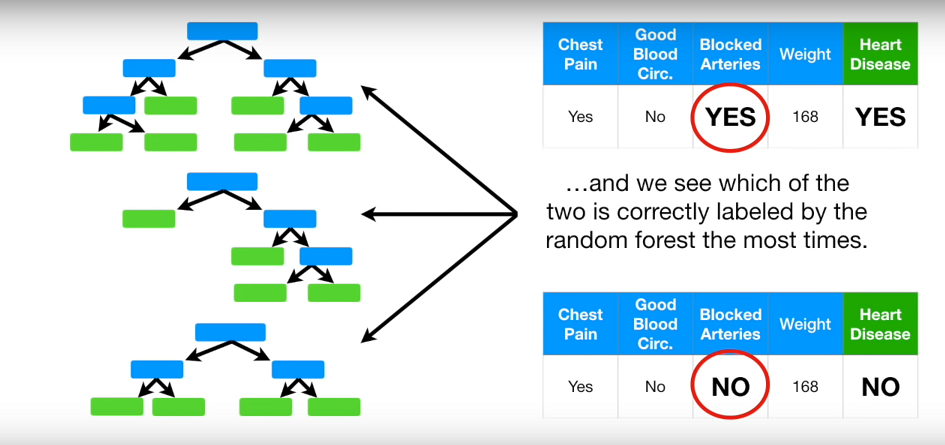 Chest Pain Good Blood Circ. Blocked Arteries Weight Heart Disease
Yes No YES 168 YES
...and we see which of the
two is correctly labeled by the
random forest the most times.
Chest Pain Good Blood Circ. Blocked Arteries Weight Heart Disease
Yes No NO 168 NO